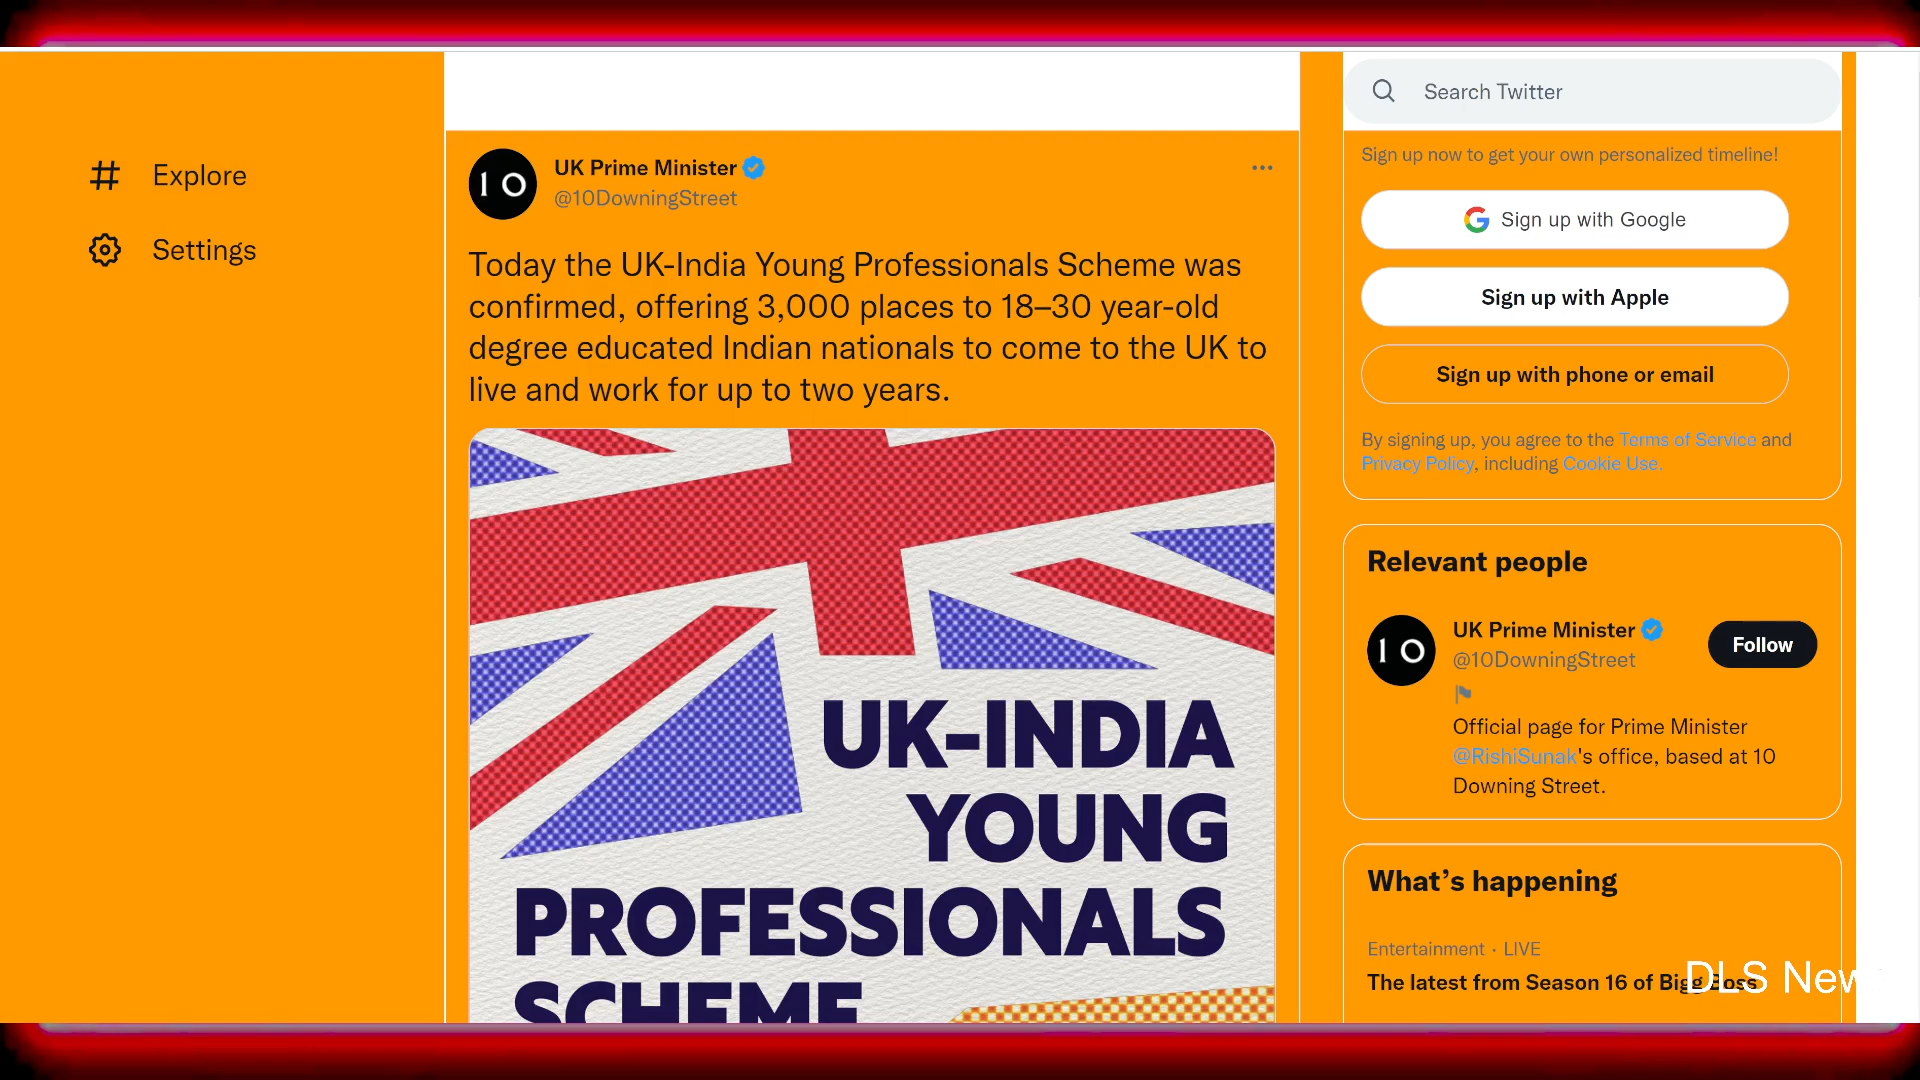 Explore
Settings
10
UK Prime Minister
@10DowningStreet
Today the UK-India Young Professionals Scheme was
confirmed, offering 3,000 places to 18–30 year-old
degree educated Indian nationals to come to the UK to
live and work for up to two years.
UK-INDIA
YOUNG
PROFESSIONALS
SCHEME
Search Twitter
Sign up now to get your own personalized timeline!
Sign up with Google
Sign up with Apple
Sign up with phone or email
By signing up, you agree to the Terms of Service and
Privacy Policy, including Cookie Use.
Relevant people
10
UK Prime Minister
@10DowningStreet
Follow
Official page for Prime Minister
@RishiSunak's office, based at 10
Downing Street.
What's happening
Entertainment · LIVE
The latest from Season 16 of Bigg Boss
DLS New